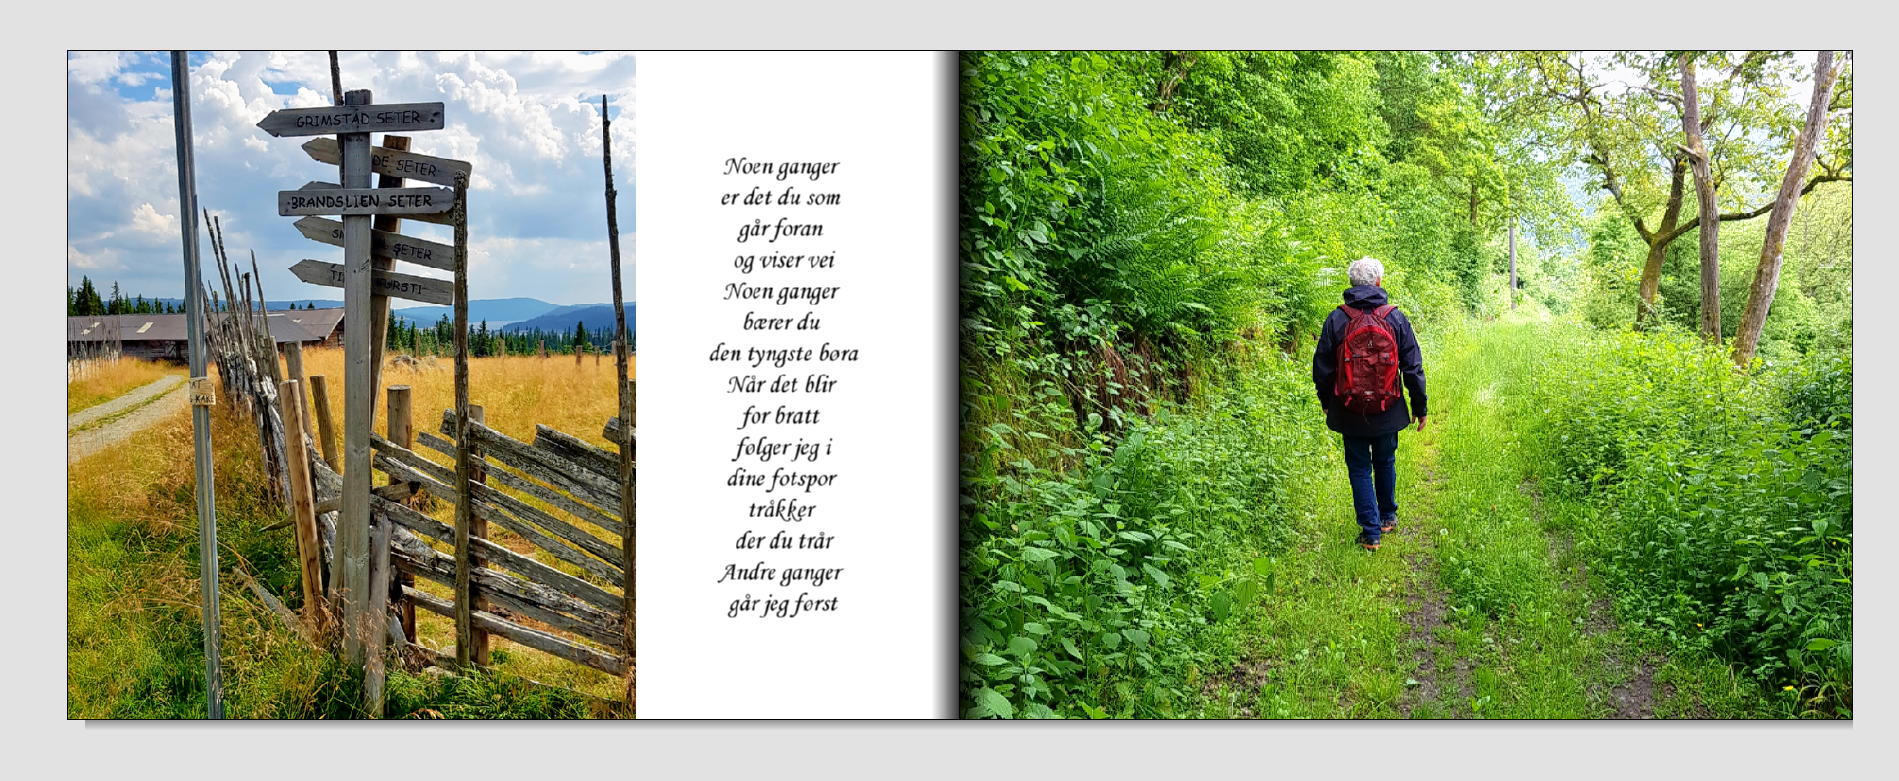 GRIMSTAD SETER
SETER
BRANDSLIEN SETER
SETER
KAKE
Noen ganger
er det du som
går foran
og viser vei
Noen ganger
bærer du
den tyngste børa
Når det blir
for bratt
følger jeg i
dine fotspor
tråkker
der du trår
Andre ganger
går jeg først